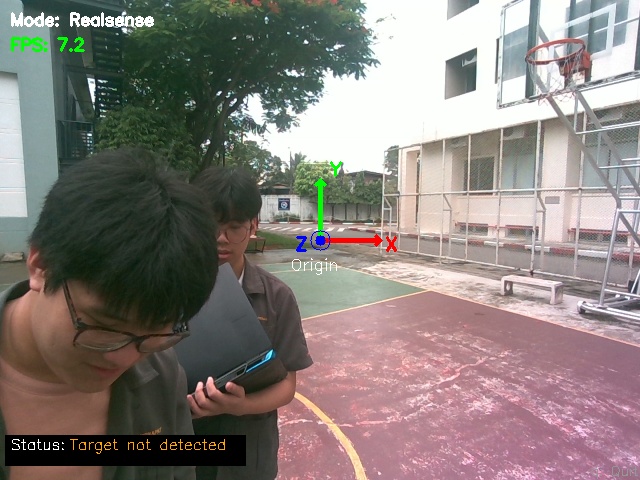 Mode: Realsense
FPS: 7.2
Y
Z
X
Origin
Status: Target not detected